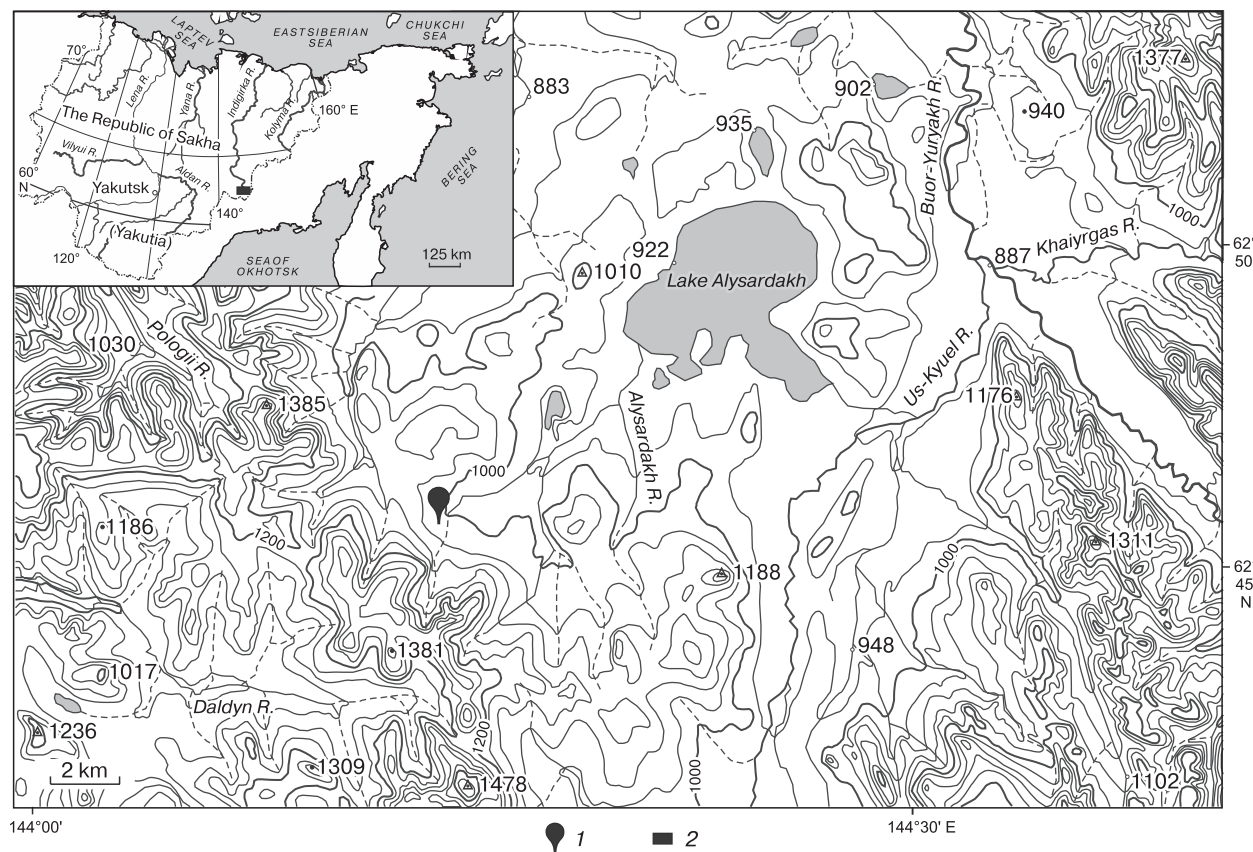 LAPTEV
SEA
EASTSIBERIAN
SEA
CHUKCHI
SEA
70°
Lena R.
Yana R.
Indigirka R.
Kolyma R.
160° E
The Republic of Sakha
Vilyui R.
60°
N
Yakutsk
Aldan R.
140°
(Yakutia)
120°
BERING
SEA
SEA OF
OKHOTSK
125 km
883
902
935
940
1377
Buor-Yuryakh R.
1000
922
1010
Lake Alysardakh
887
Khaiyrgas R.
62°
50'
Pologii R.
1030
1385
Us-Kyuel R.
1176
Alysardakh R.
1000
1186
1200
1311
1188
1000
62°
45'
N
1381
948
1017
Daldyn R.
1236
1200
2 km
1309
1478
1000
1102
144°00'
144°30' E
1
2